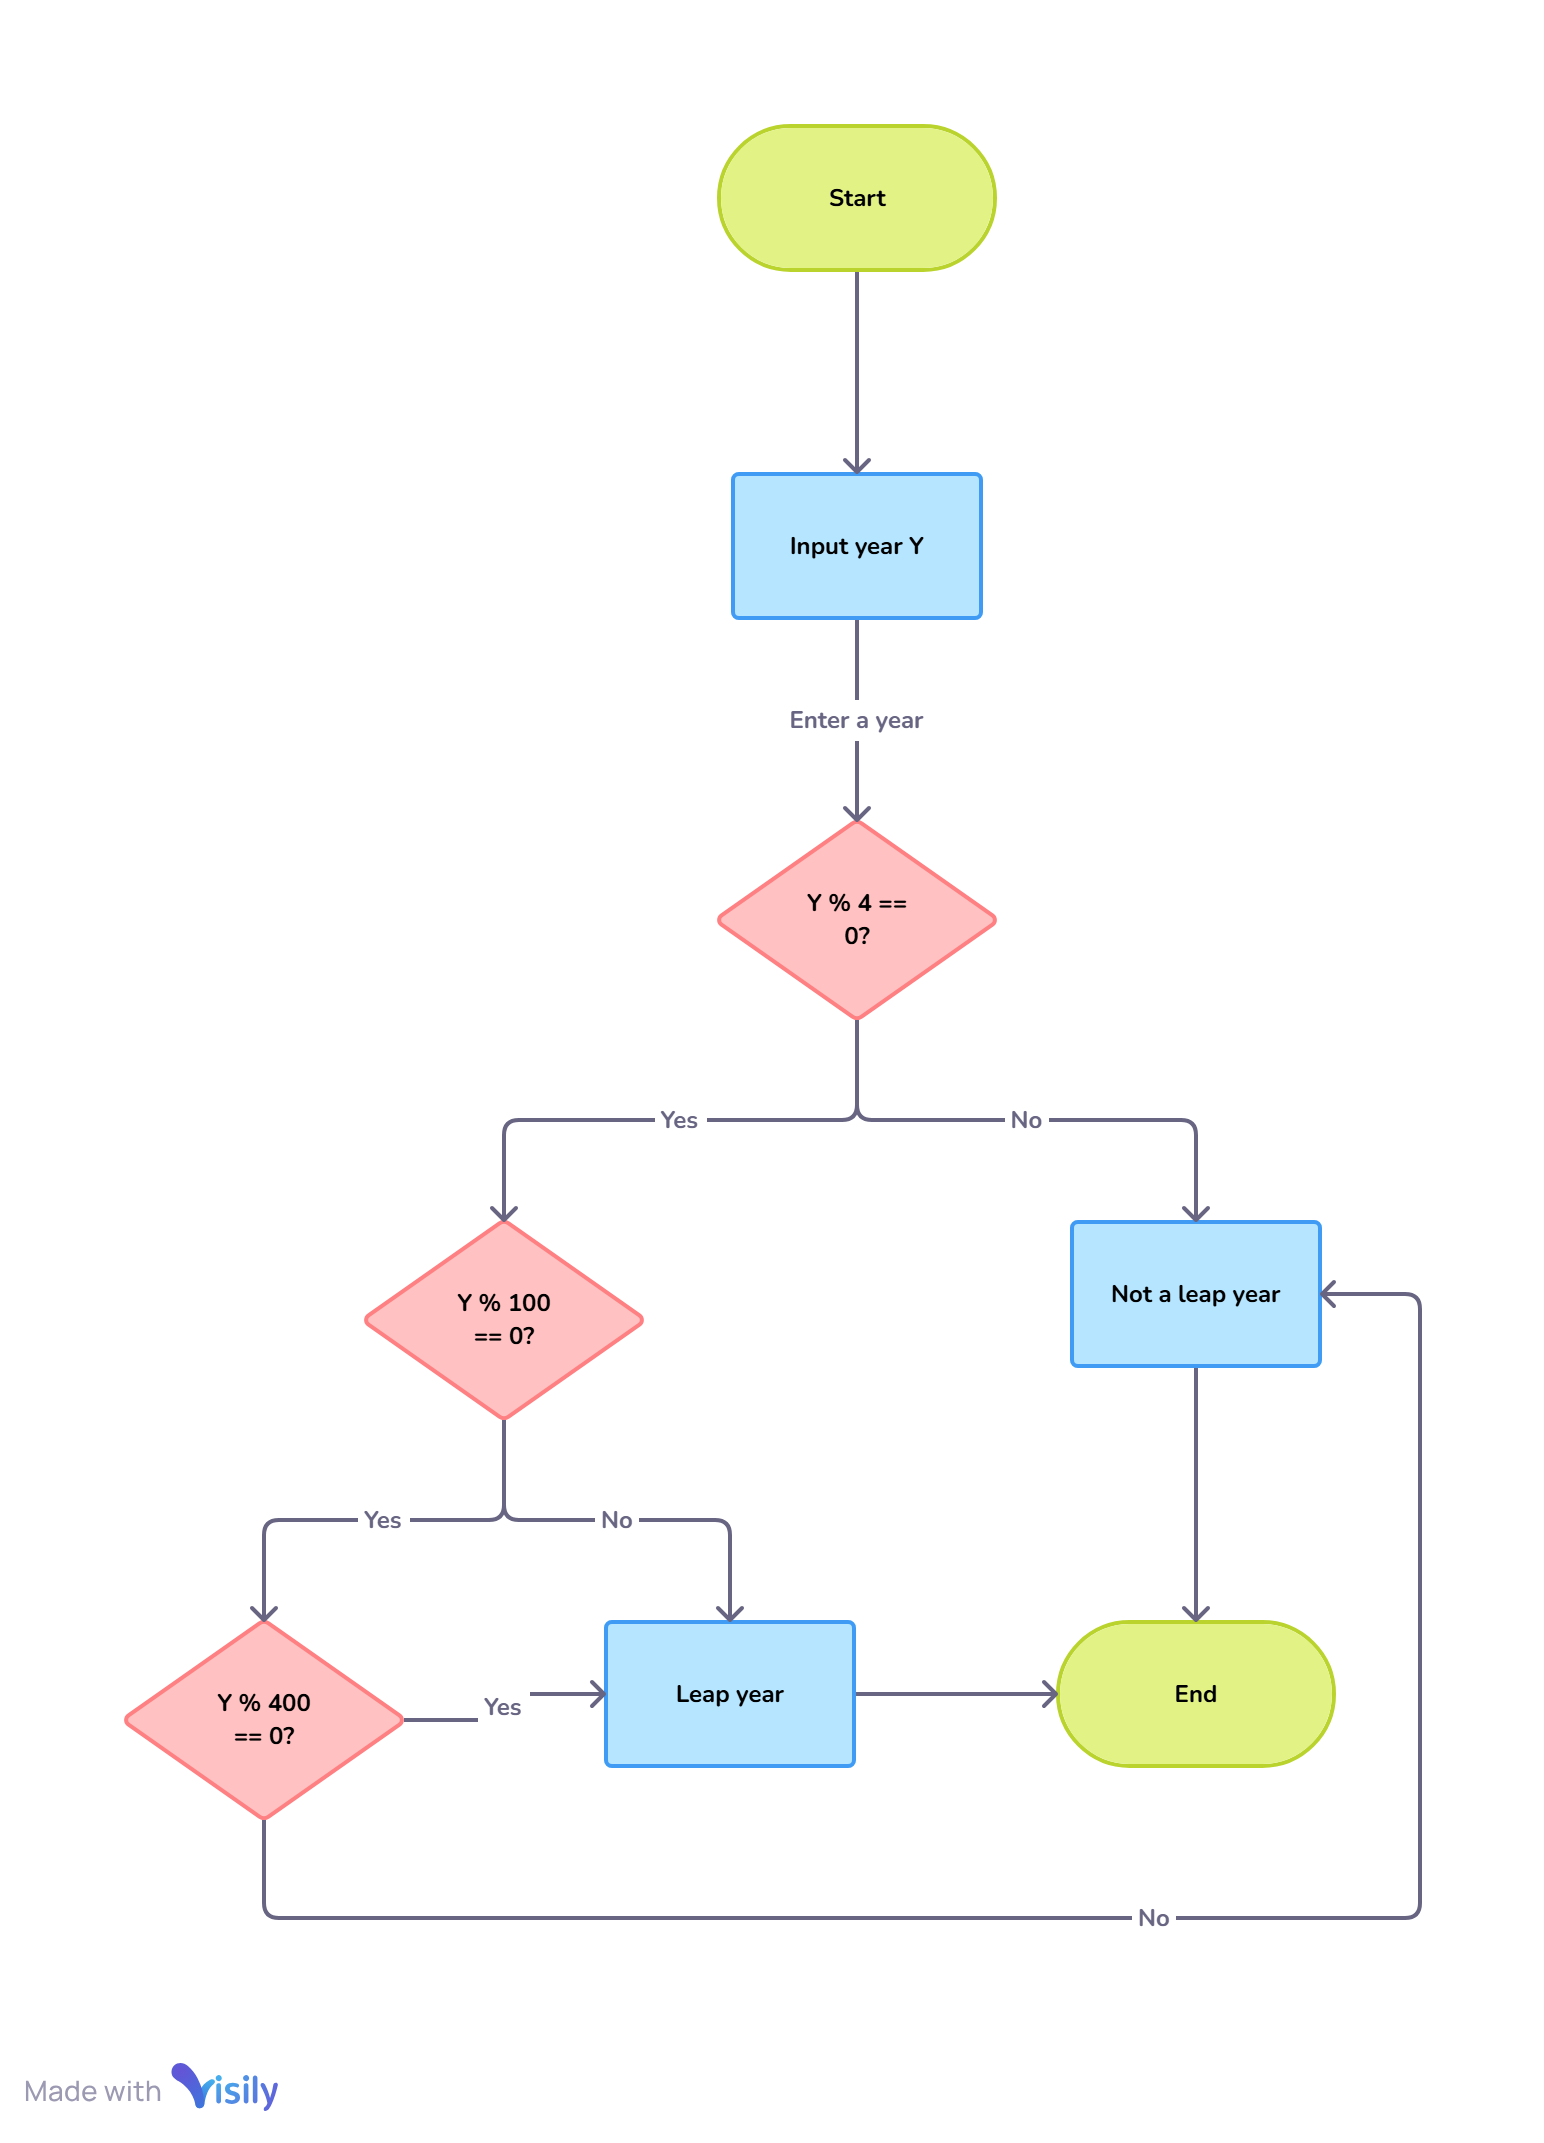 Start
Input year Y
Enter a year
Y % 4 ==
0?
Yes
No
Y % 100
== 0?
Not a leap year
Yes
No
Y % 400
== 0?
Yes
Leap year
End
No
Made with Visily